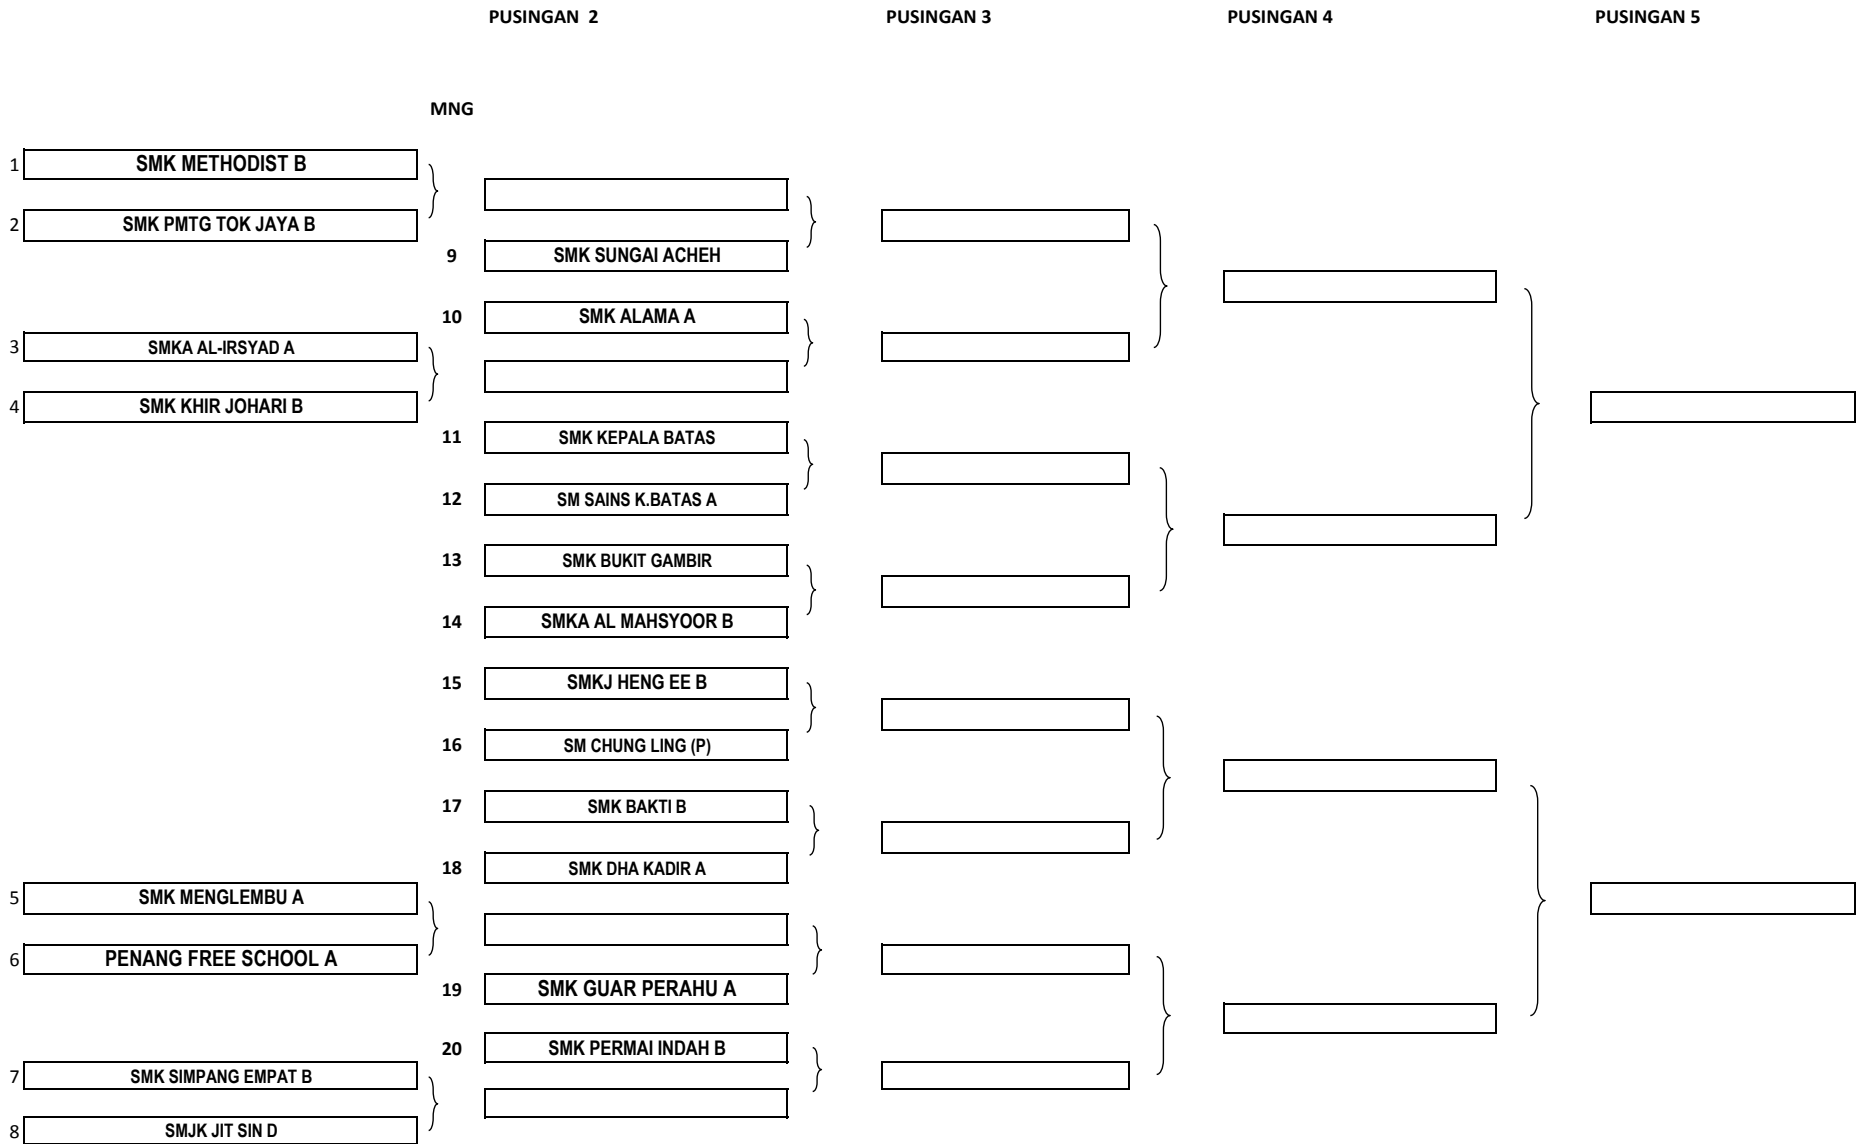 PUSINGAN  2 PUSINGAN 3 PUSINGAN 4 PUSINGAN 5
MNG
1 SMK METHODIST B
2 SMK PMTG TOK JAYA B
9 SMK SUNGAI ACHEH
10 SMK ALAMA A
3 SMKA AL-IRSYAD A
4 SMK KHIR JOHARI B
11 SMK KEPALA BATAS
12 SM SAINS K.BATAS A
13 SMK BUKIT GAMBIR
14 SMKA AL MAHSYOOR B
15 SMKJ HENG EE B
16 SM CHUNG LING (P)
17 SMK BAKTI B
18 SMK DHA KADIR A
5 SMK MENGLEMBU A
6 PENANG FREE SCHOOL A
19 SMK GUAR PERAHU A
20 SMK PERMAI INDAH B
7 SMK SIMPANG EMPAT B
8 SMJK JIT SIN D